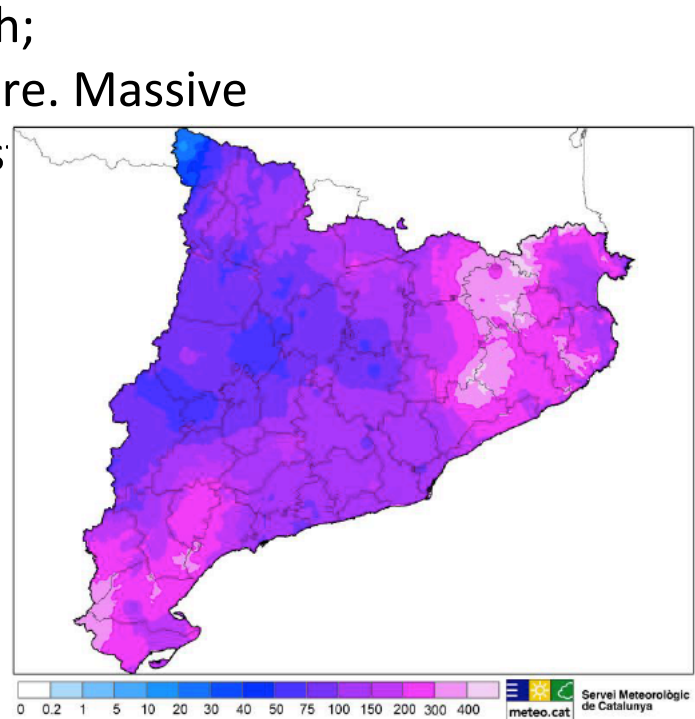 h;
re. Massive
s
0 0.2 1 5 10 20 30 40 50 75 100 150 200 300 400
meteo.cat
Servei Meteorològic
de Catalunya